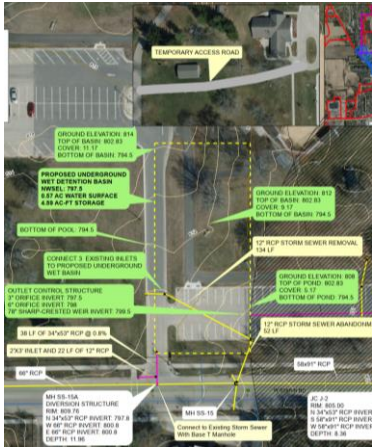 TEMPORARY ACCESS ROAD
GROUND ELEVATION: 814
TOP OF BASIN: 802.83
COVER: 11.17
BOTTOM OF BASIN: 794.5
PROPOSED UNDERGROUND
WET DETENTION BASIN
NWSEL: 797.5
0.57 AC WATER SURFACE
4.59 AC-FT STORAGE
GROUND ELEVATION: 812
TOP OF BASIN: 802.83
COVER: 9.17
BOTTOM OF BASIN: 794.5
BOTTOM OF POOL: 794.5
12" RCP STORM SEWER REMOVAL
134 LF
CONNECT 3 EXISTING INLETS
TO PROPOSED UNDERGROUND
WET BASIN
GROUND ELEVATION: 808
TOP OF POND: 802.83
COVER: 5.17
BOTTOM OF POND: 794.5
OUTLET CONTROL STRUCTURE
3" ORIFICE INVERT: 797.5
6" ORIFICE INVERT: 798
78" SHARP-CRESTED WEIR INVERT: 799.5
12" RCP STORM SEWER ABANDONM
52 LF
38 LF OF 34"x53" RCP @ 0.8%
2'X3' INLET AND 22 LF OF 12" RCP
66" RCP
58x91" RCP
MH SS-15A
DIVERSION STRUCTURE
RIM: 809.76
N 34"x53" RCP INVERT: 797.8
W 66" RCP INVERT: 800.8
E 66" RCP INVERT: 800.8
DEPTH: 11.96
MH SS-15
Connect to Existing Storm Sewer
With Base T Manhole
JC J-2
RIM: 805.00
N 34"x53" RCP INVER
S 58"x91" RCP INVER
W 58"x91" RCP INVER
DEPTH: 8.36